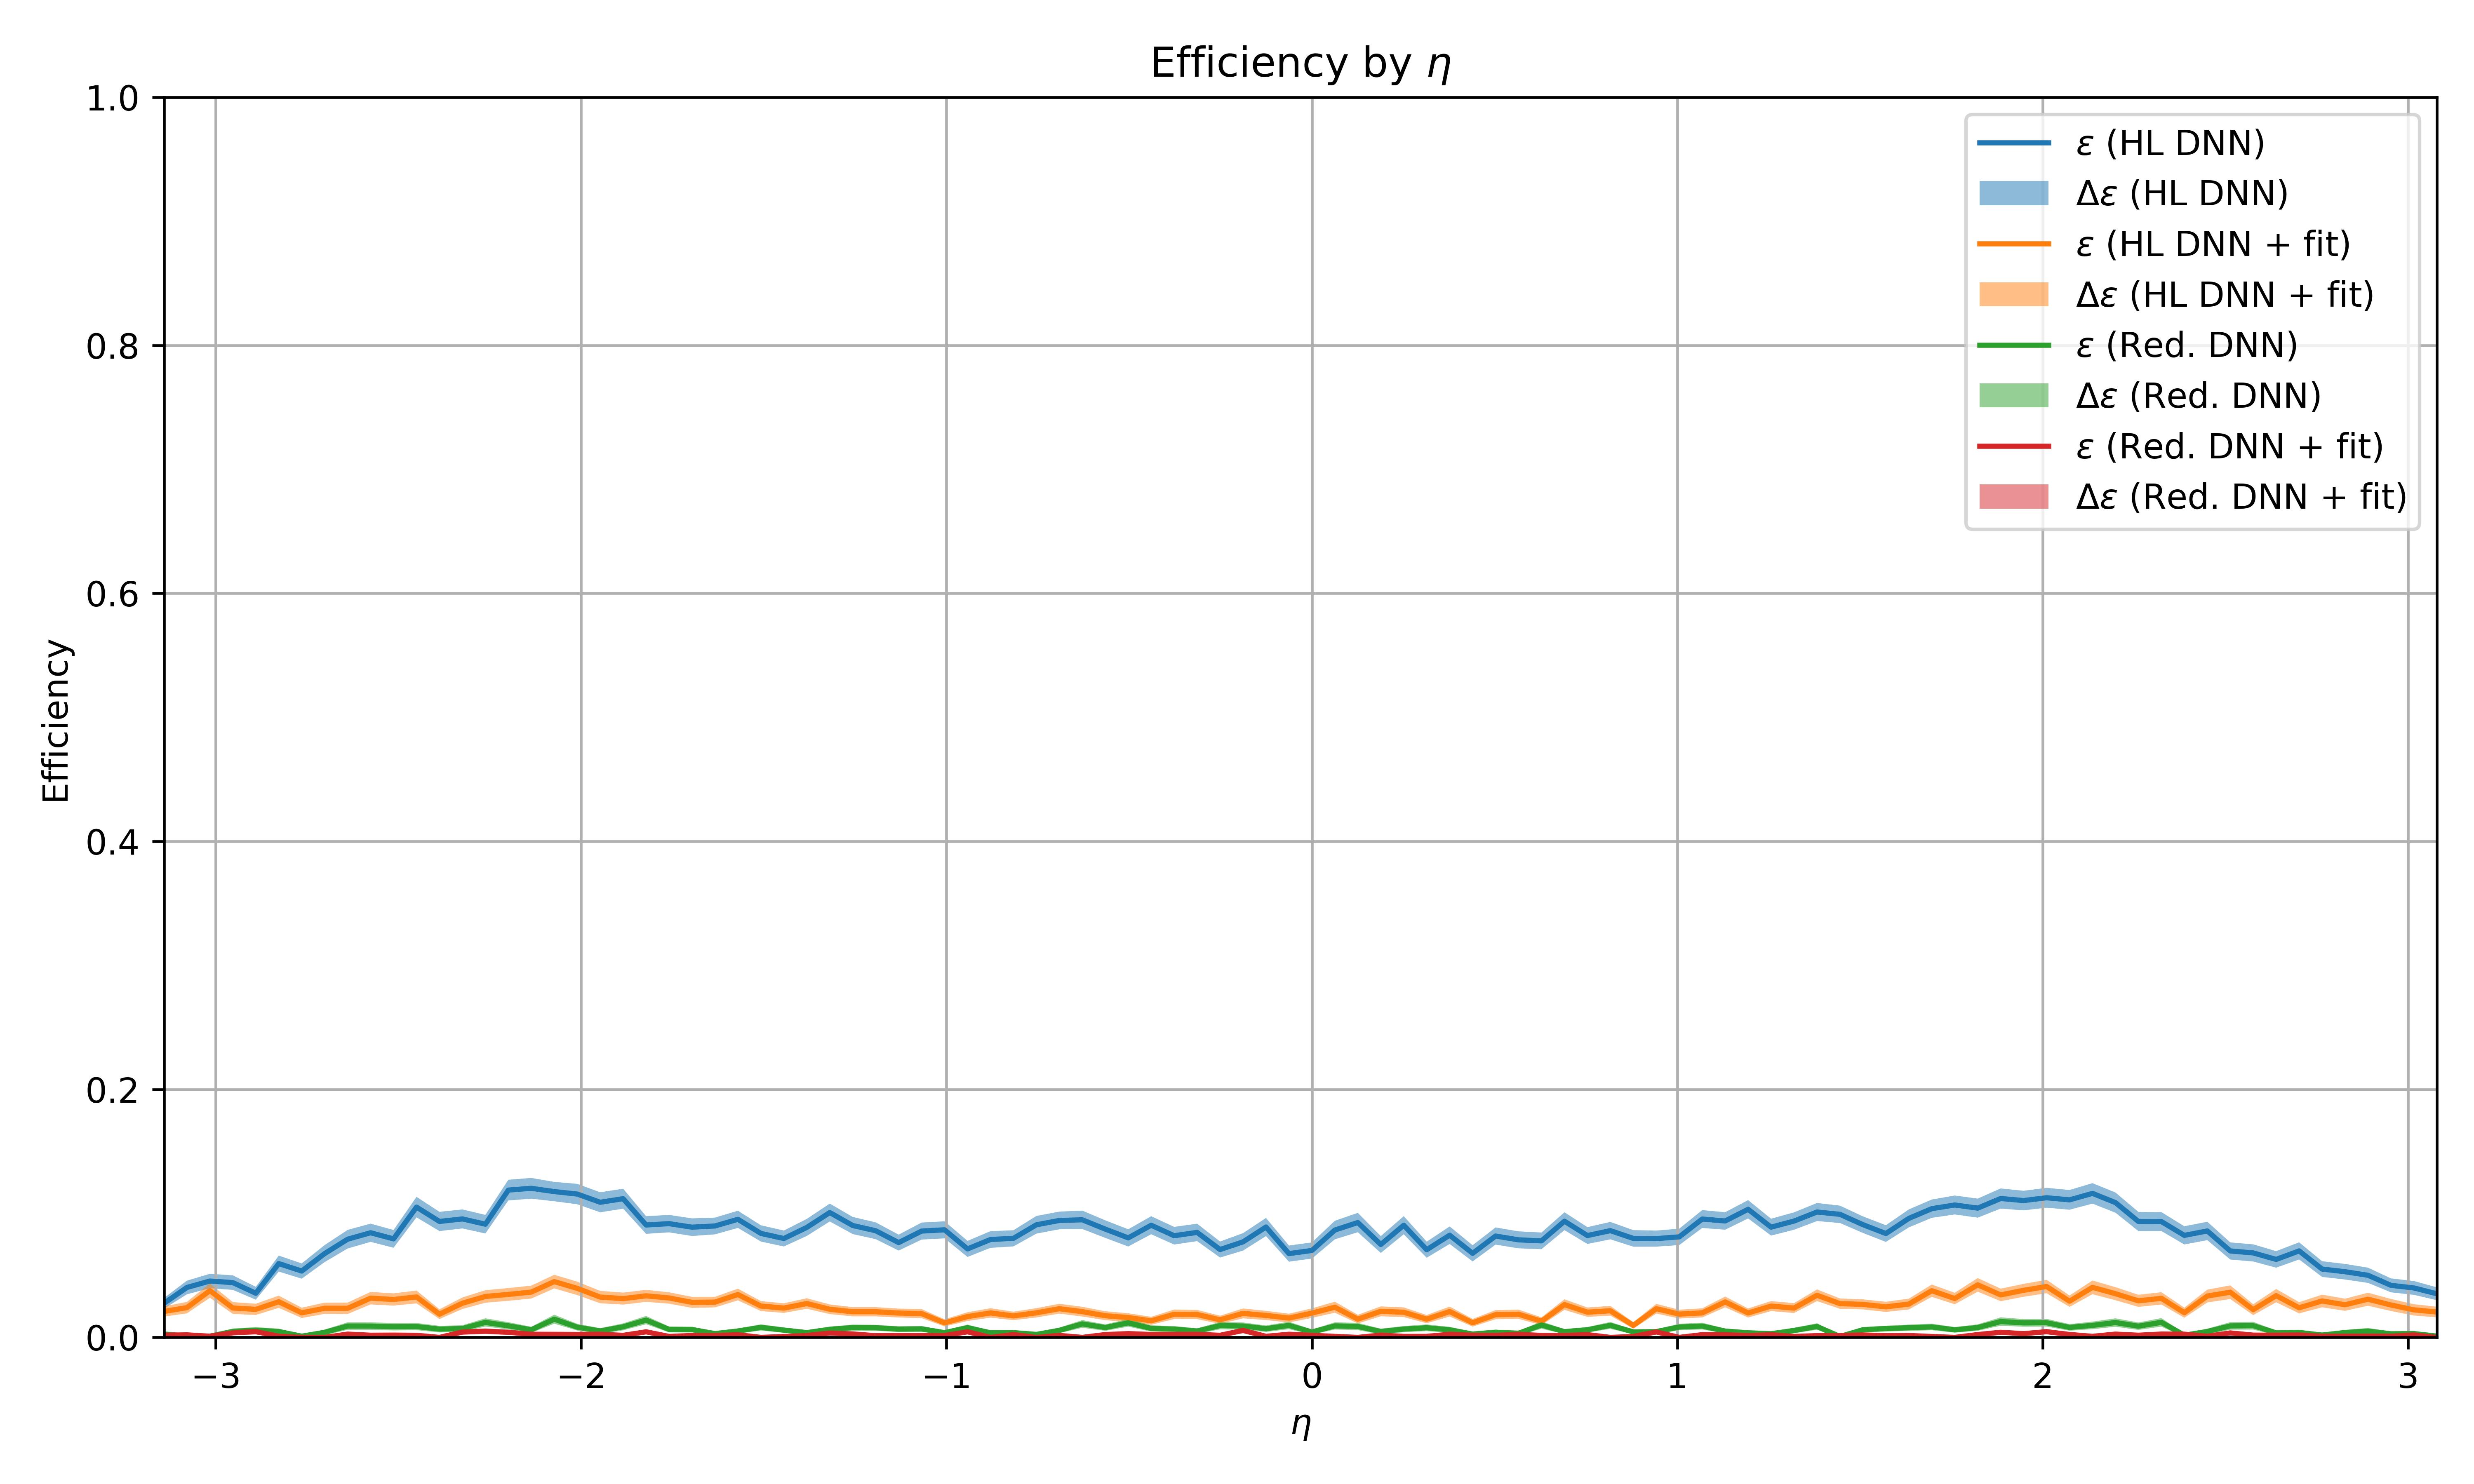 Efficiency by η
1.0
0.8
0.6
0.4
0.2
0.0
Efficiency
ε (HL DNN)
Δε (HL DNN)
ε (HL DNN + fit)
Δε (HL DNN + fit)
ε (Red. DNN)
Δε (Red. DNN)
ε (Red. DNN + fit)
Δε (Red. DNN + fit)
−3 −2 −1 0 1 2 3
η